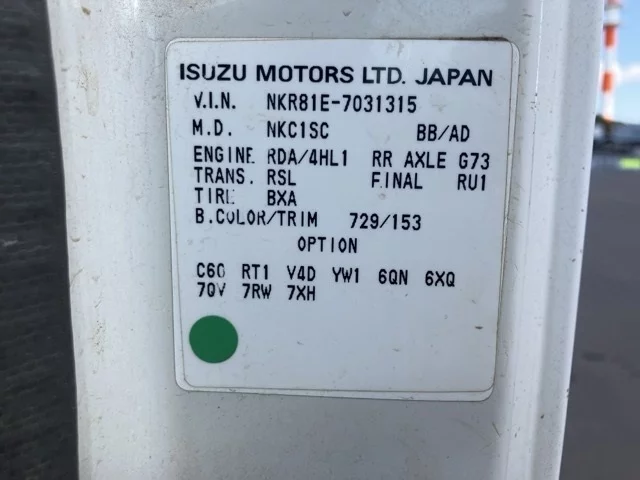 ISUZU MOTORS LTD. JAPAN
V.I.N. NKR81E-7031315
M.D. NKC1SC BB/AD
ENGINE RDA/4HL1 RR AXLE G73
TRANS. RSL FINAL RU1
TIRE BXA
B.COLOR/TRIM 729/153
OPTION
C60 RT1 V4D YW1 6QN 6XQ
7QV 7RW 7XH